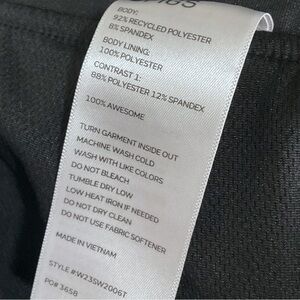 BODY:
92% RECYCLED POLYESTER
8% SPANDEX
BODY LINING:
100% POLYESTER
CONTRAST 1:
88% POLYESTER 12% SPANDEX
100% AWESOME
TURN GARMENT INSIDE OUT
MACHINE WASH COLD
WASH WITH LIKE COLORS
DO NOT BLEACH
TUMBLE DRY LOW
LOW HEAT IRON IF NEEDED
DO NOT DRY CLEAN
DO NOT USE FABRIC SOFTENER
MADE IN VIETNAM
STYLE #W23SW2006T
PO# 3658